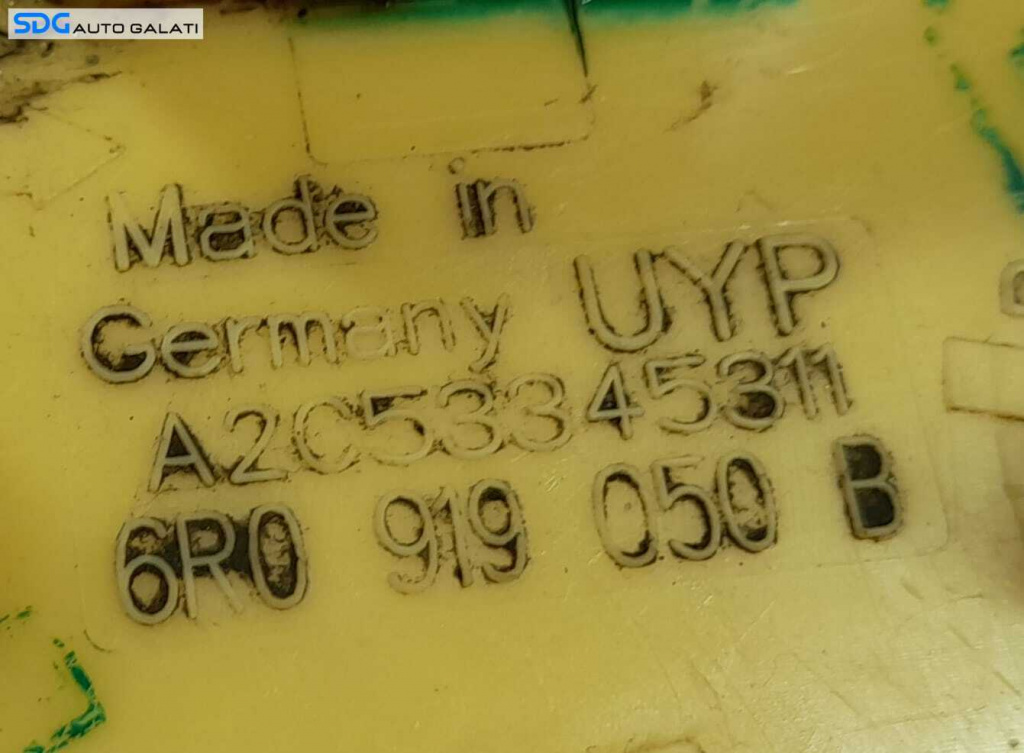 SDG AUTO GALATI
Made in
Germany UYP
A2C53345311
6R0 919 050 B